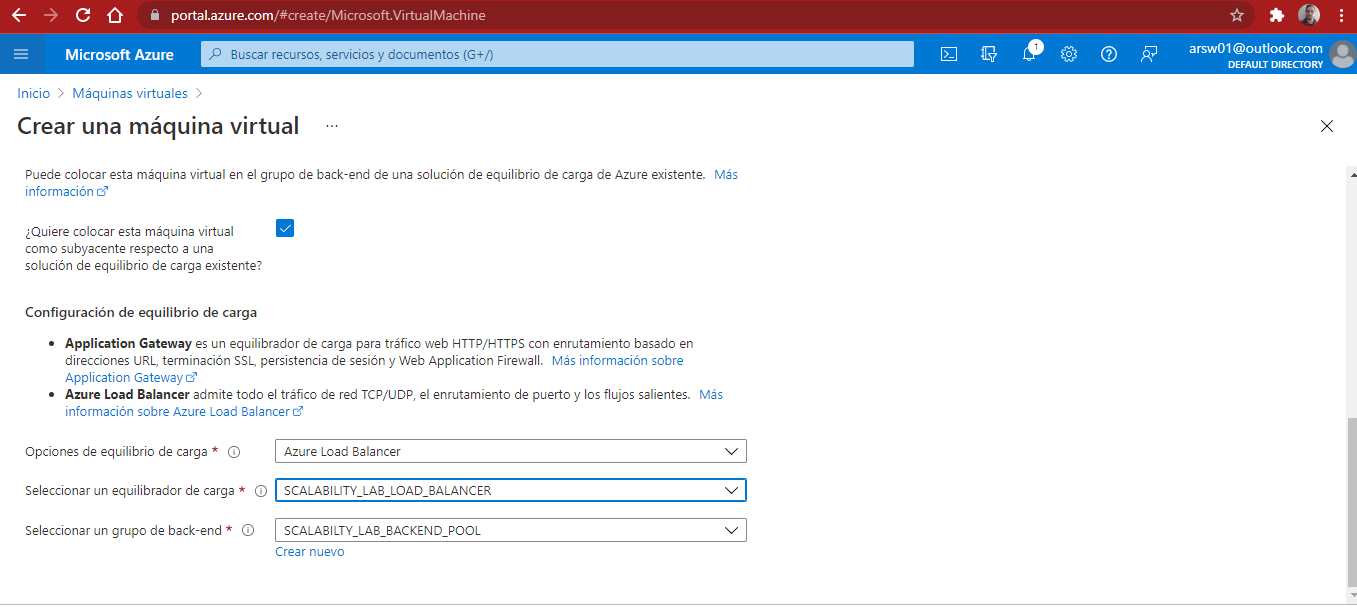 portal.azure.com/#create/Microsoft.VirtualMachine
Microsoft Azure
Buscar recursos, servicios y documentos (G+/)
1
arsw01@outlook.com
DEFAULT DIRECTORY
Inicio > Máquinas virtuales >
Crear una máquina virtual ...
Puede colocar esta máquina virtual en el grupo de back-end de una solución de equilibrio de carga de Azure existente. Más
información
¿Quiere colocar esta máquina virtual
como subyacente respecto a una
solución de equilibrio de carga existente?
Configuración de equilibrio de carga
• Application Gateway es un equilibrador de carga para tráfico web HTTP/HTTPS con enrutamiento basado en
direcciones URL, terminación SSL, persistencia de sesión y Web Application Firewall. Más información sobre
Application Gateway
• Azure Load Balancer admite todo el tráfico de red TCP/UDP, el enrutamiento de puerto y los flujos salientes. Más
información sobre Azure Load Balancer
Opciones de equilibrio de carga * Azure Load Balancer
Seleccionar un equilibrador de carga * SCALABILITY_LAB_LOAD_BALANCER
Seleccionar un grupo de back-end * SCALABILTY_LAB_BACKEND_POOL
Crear nuevo